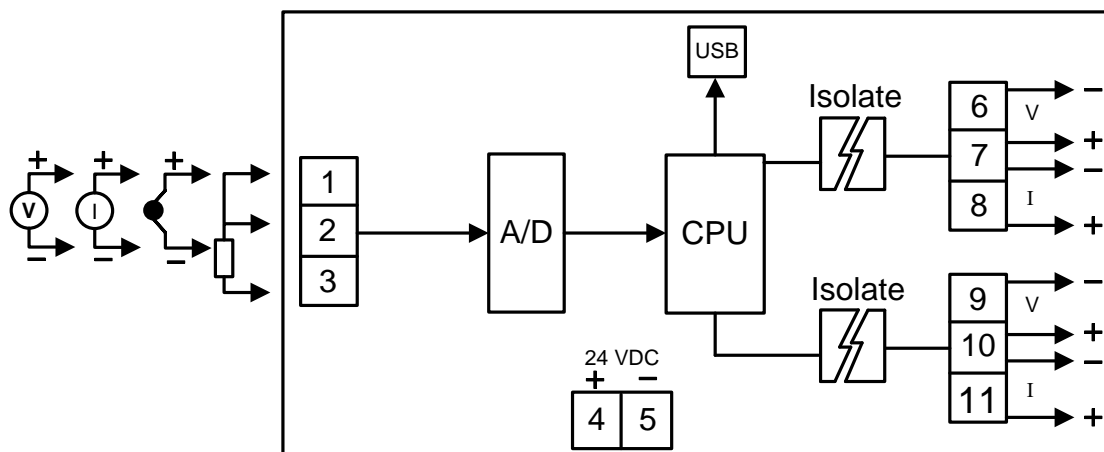 USB
Isolate
6
V
−
+
7
−
8
I
+
+ + +
V I
− − −
1
2
3
A/D
CPU
Isolate
9
V
−
+
10
−
11
I
+
24 VDC
+ −
4 5